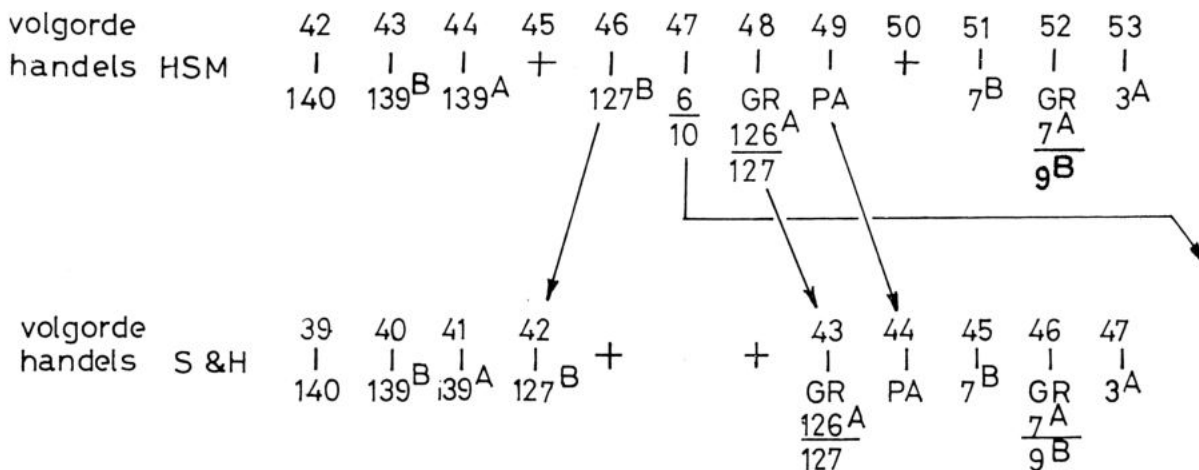 volgorde 42 43 44 45 46 47 48 49 50 51 52 53
handels HSM + +
140 139B 139A 127B 6 GR PA 7B GR 3A
10 126A 7A
127 9B
volgorde 39 40 41 42 43 44 45 46 47
handels S & H + +
140 139B i39A 127B GR PA 7B GR 3A
126A 7A
127 9B